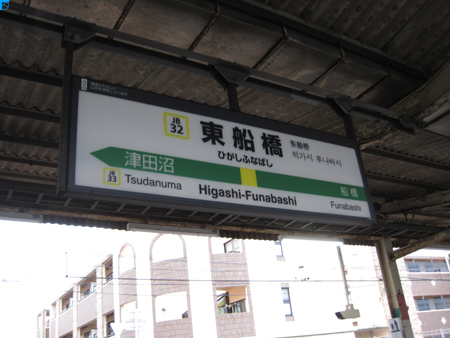 JB
32
東船橋
ひがしふなばし
东船桥
히가시 후나바시
津田沼
JB
33
Tsudanuma
Higashi-Funabashi
船橋
Funabashi